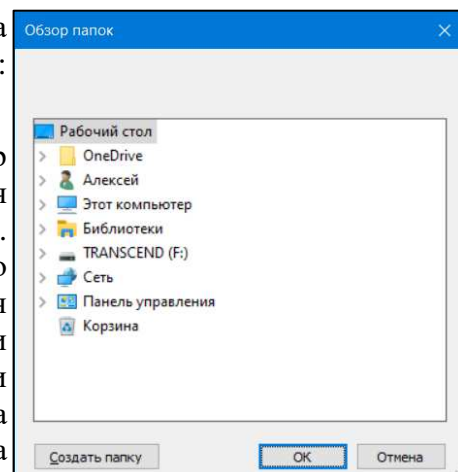 Обзор папок
Рабочий стол
OneDrive
Алексей
Этот компьютер
Библиотеки
TRANSCEND (F:)
Сеть
Панель управления
Корзина
Создать папку
OK
Отмена